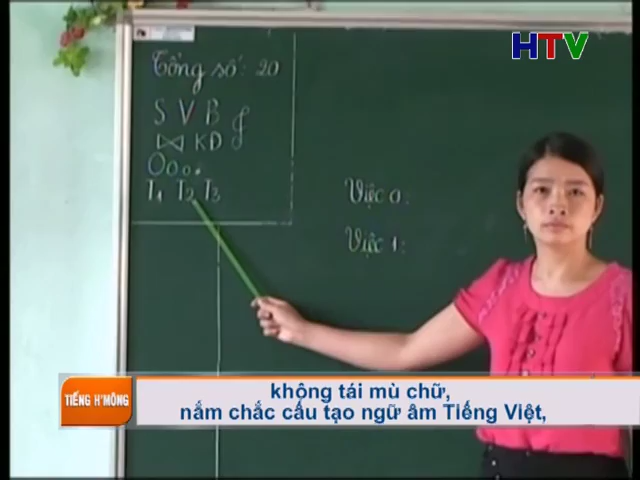 HTV
Tổng số: 20
S V B
KD
T1 T2 T3
Việc 0:
Việc 1:
TIẾNG H'MÔNG
không tái mù chữ,
nắm chắc cấu tạo ngữ âm Tiếng Việt,